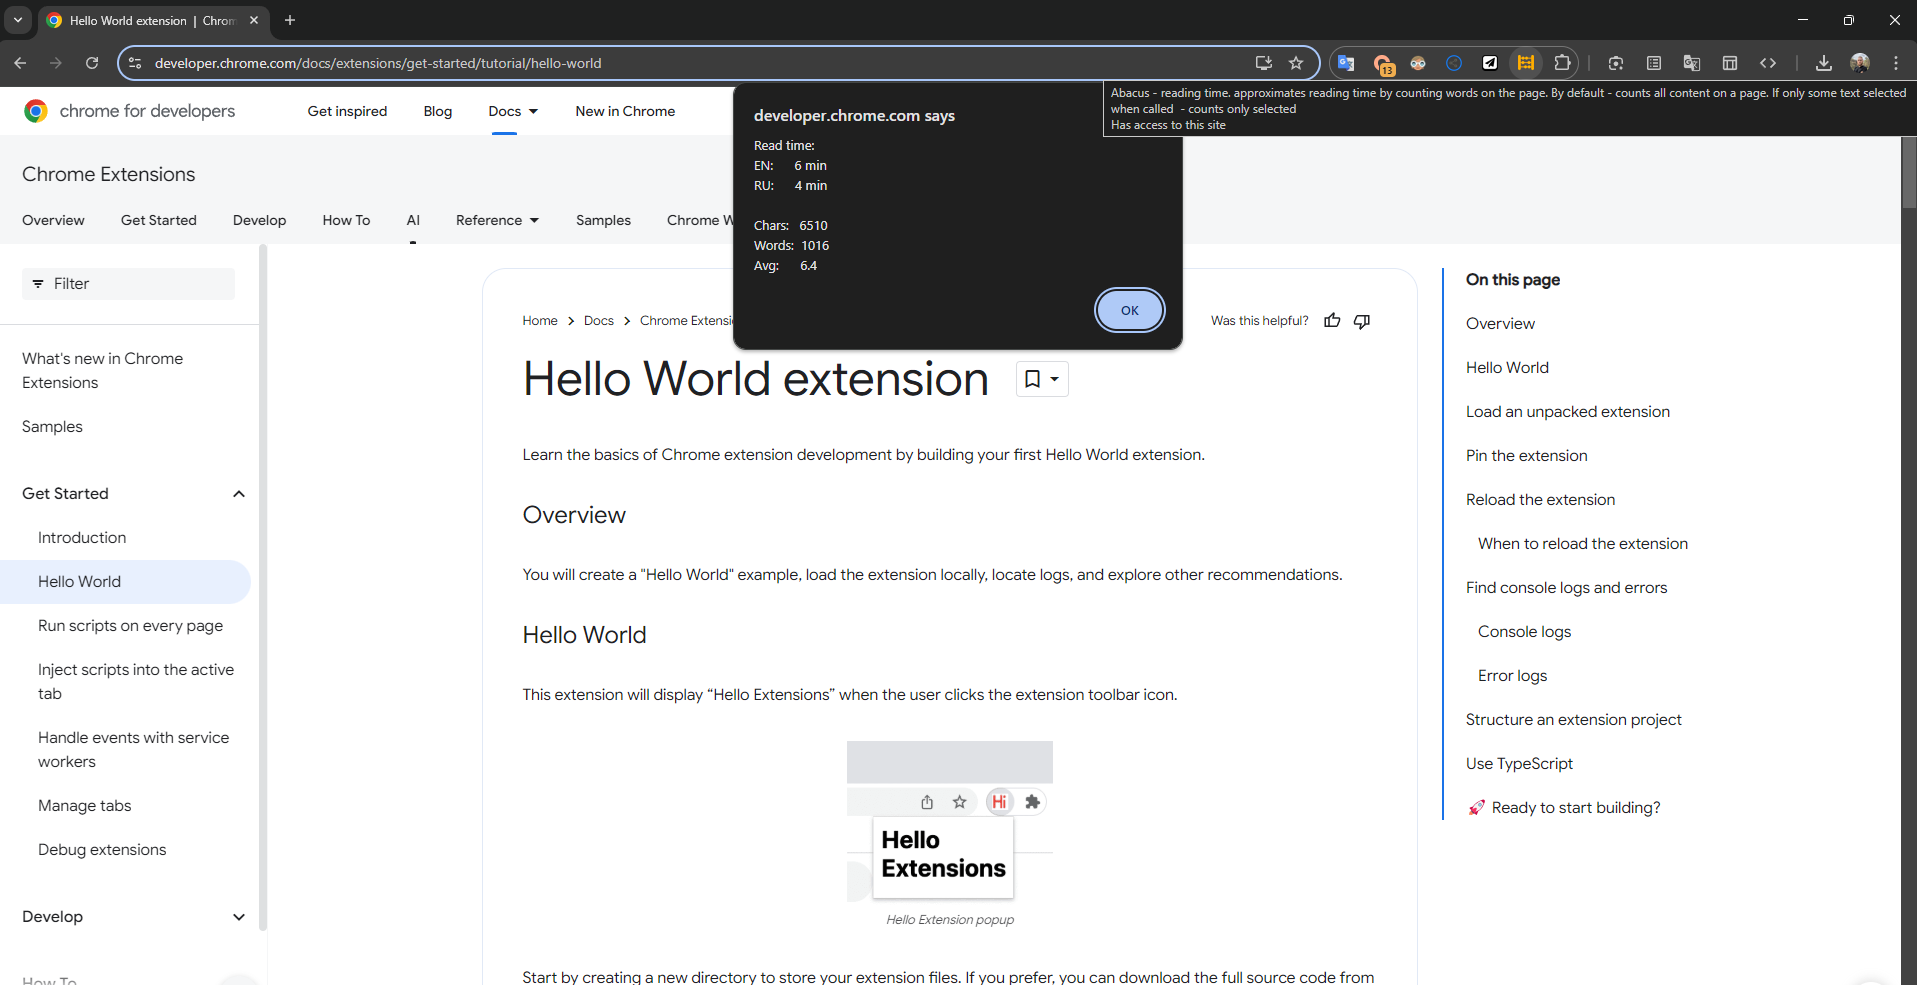 Hello World extension | Chrom
developer.chrome.com/docs/extensions/get-started/tutorial/hello-world
13
Abacus - reading time. approximates reading time by counting words on the page. By default - counts all content on a page. If only some text selected
when called - counts only selected
Has access to this site
chrome for developers
Get inspired
Blog
Docs
New in Chrome
developer.chrome.com says
Read time:
EN: 6 min
RU: 4 min
Chars: 6510
Words: 1016
Avg: 6.4
OK
Chrome Extensions
Overview
Get Started
Develop
How To
AI
Reference
Samples
Chrome W
Filter
What's new in Chrome
Extensions
Samples
Get Started
Introduction
Hello World
Run scripts on every page
Inject scripts into the active
tab
Handle events with service
workers
Manage tabs
Debug extensions
Develop
How To
Home > Docs > Chrome Extensi
Was this helpful?
Hello World extension
Learn the basics of Chrome extension development by building your first Hello World extension.
Overview
You will create a "Hello World" example, load the extension locally, locate logs, and explore other recommendations.
Hello World
This extension will display “Hello Extensions” when the user clicks the extension toolbar icon.
Hi
Hello
Extensions
Hello Extension popup
Start by creating a new directory to store your extension files. If you prefer, you can download the full source code from
On this page
Overview
Hello World
Load an unpacked extension
Pin the extension
Reload the extension
When to reload the extension
Find console logs and errors
Console logs
Error logs
Structure an extension project
Use TypeScript
🚀 Ready to start building?